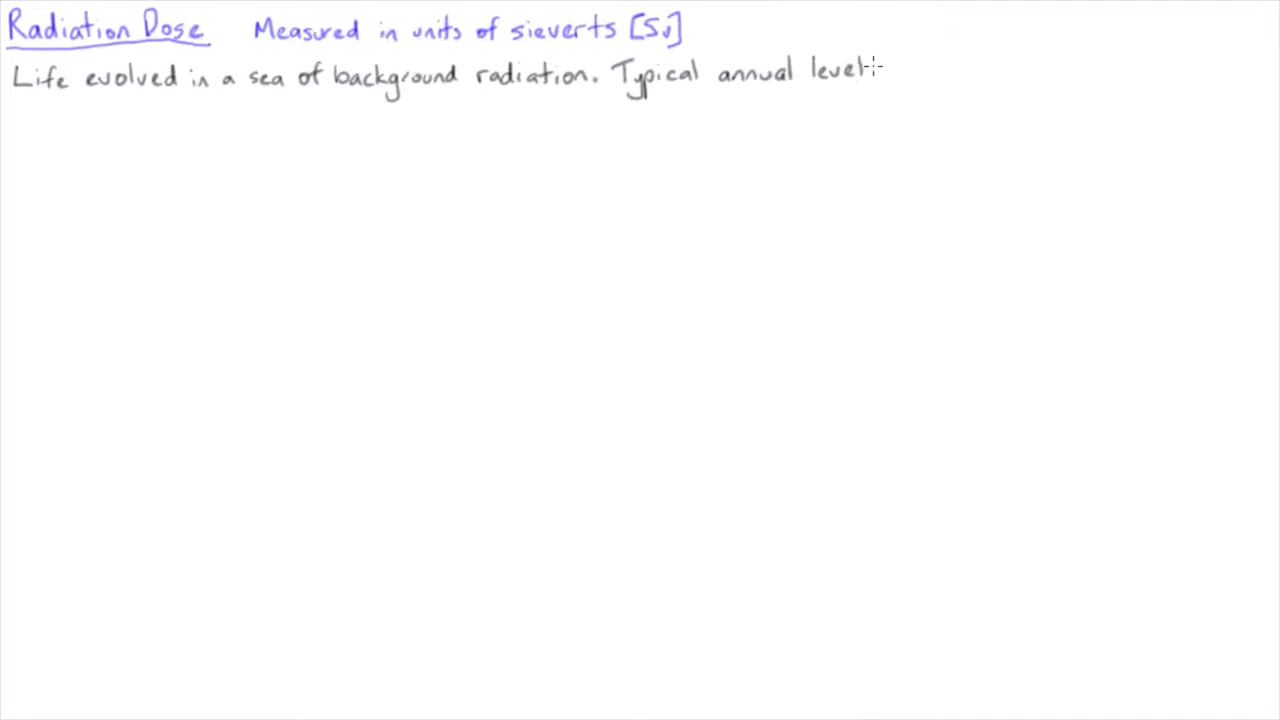 Radiation Dose Measured in units of sieverts [Sv]
Life evolved in a sea of background radiation. Typical annual level